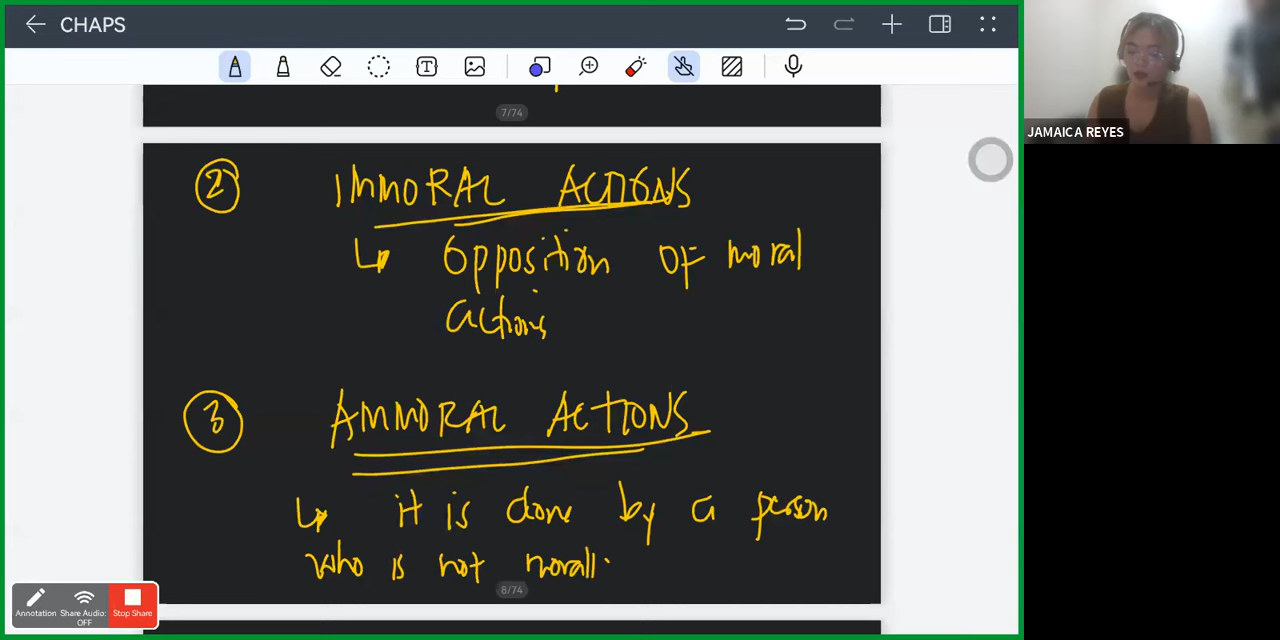 CHAPS
JAMAICA REYES
7/74
2 IMMORAL ACTIONS
↳ Opposition of moral
actions
3 AMMORAL ACTIONS
↳ it is done by a person
who is not morall
8/74
Annotation Share Audio: OFF Stop Share